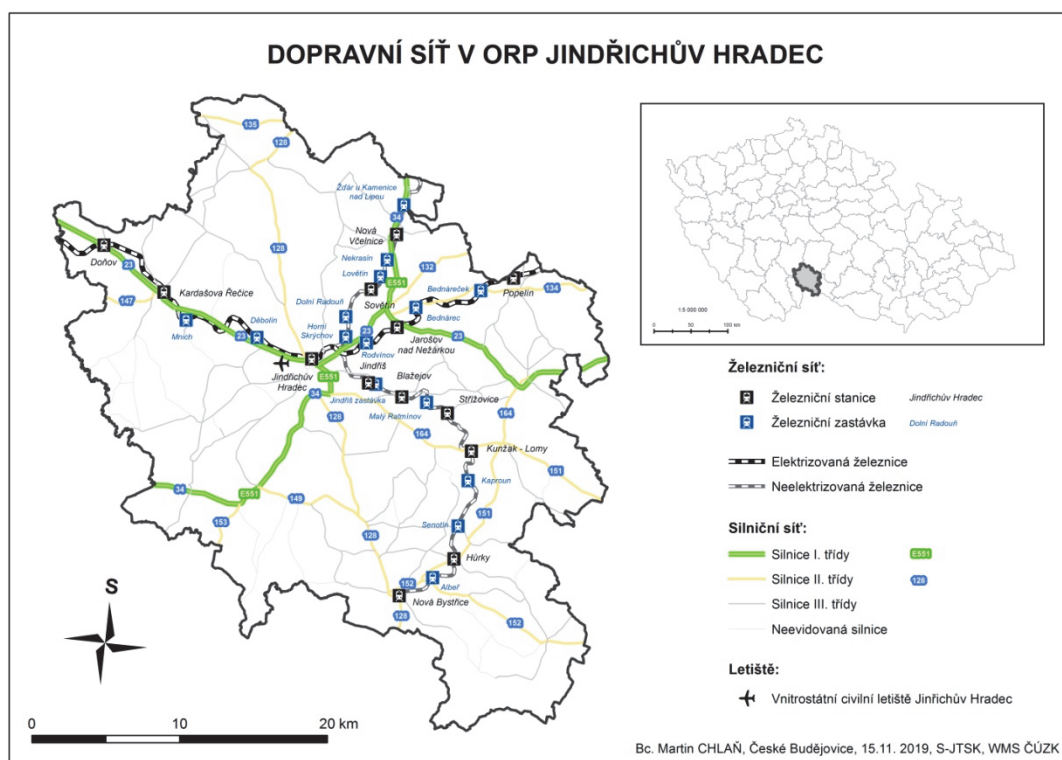 DOPRAVNÍ SÍŤ V ORP JINDŘICHŮV HRADEC
135
128
Žďár u Kamenice
nad Lipou
34
Nová
Včelnice
128
Nekrasín
Doňov
23
Lovětín
132
E551
Kardašova Řečice
Sovětín
Bednáreček
Popelín
134
147
Dolní Radouň
Mnich
Děbolín
Horní
Skrýchov
Bednárec
23
23
23
Rodvínov
Jarošov
nad Nežárkou
Jindřiš
Jindřichův
Hradec
E551
Blažejov
34
Jindřiš zastávka
Střížovice
128
Malý Ratmírov
164
164
Kunžak - Lomy
151
34
E551
149
Kaproun
153
151
Senotín
128
Hůrky
152
Albeř
Nová Bystřice
128
152
S
0 10 20 km
1:5 000 000
0 50 100 km
Železniční síť:
Železniční stanice Jindřichův Hradec
Železniční zastávka Dolní Radouň
Elektrizovaná železnice
Neelektrizovaná železnice
Silniční síť:
Silnice I. třídy E551
Silnice II. třídy 128
Silnice III. třídy
Neevidovaná silnice
Letiště:
Vnitrostátní civilní letiště Jinřichův Hradec
Bc. Martin CHLAŇ, České Budějovice, 15.11. 2019, S-JTSK, WMS ČÚZK